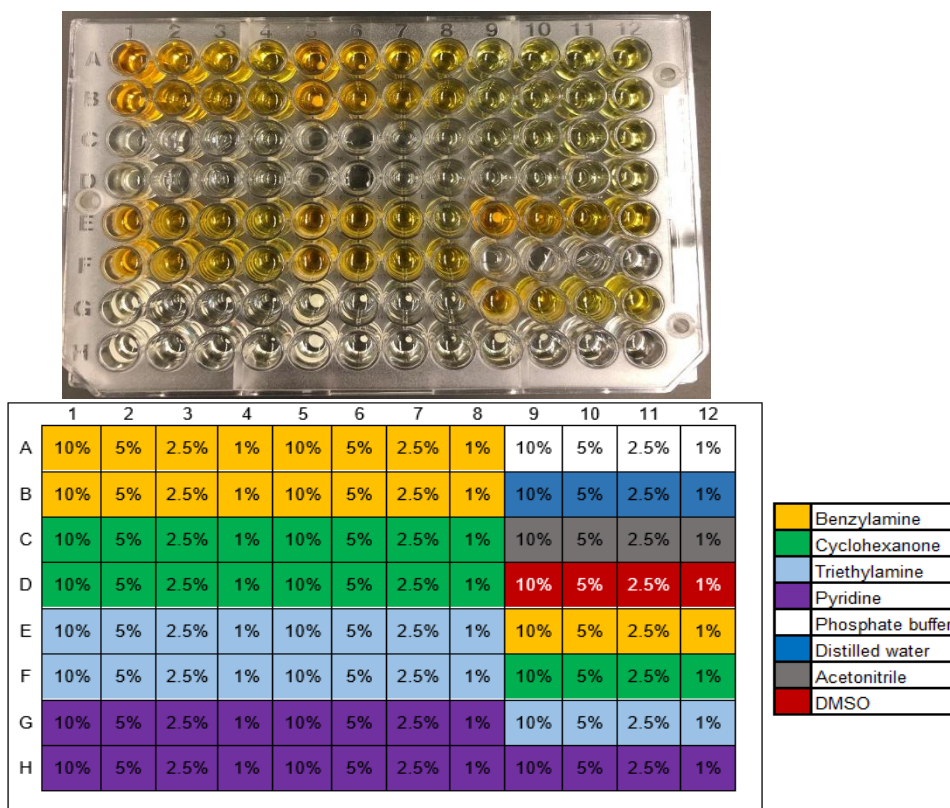 1 2 3 4 5 6 7 8 9 10 11 12
A
B
C
D
E
F
G
H
1 2 3 4 5 6 7 8 9 10 11 12
A 10% 5% 2.5% 1% 10% 5% 2.5% 1% 10% 5% 2.5% 1%
B 10% 5% 2.5% 1% 10% 5% 2.5% 1% 10% 5% 2.5% 1%
C 10% 5% 2.5% 1% 10% 5% 2.5% 1% 10% 5% 2.5% 1%
D 10% 5% 2.5% 1% 10% 5% 2.5% 1% 10% 5% 2.5% 1%
E 10% 5% 2.5% 1% 10% 5% 2.5% 1% 10% 5% 2.5% 1%
F 10% 5% 2.5% 1% 10% 5% 2.5% 1% 10% 5% 2.5% 1%
G 10% 5% 2.5% 1% 10% 5% 2.5% 1% 10% 5% 2.5% 1%
H 10% 5% 2.5% 1% 10% 5% 2.5% 1% 10% 5% 2.5% 1%
Benzylamine
Cyclohexanone
Triethylamine
Pyridine
Phosphate buffer
Distilled water
Acetonitrile
DMSO